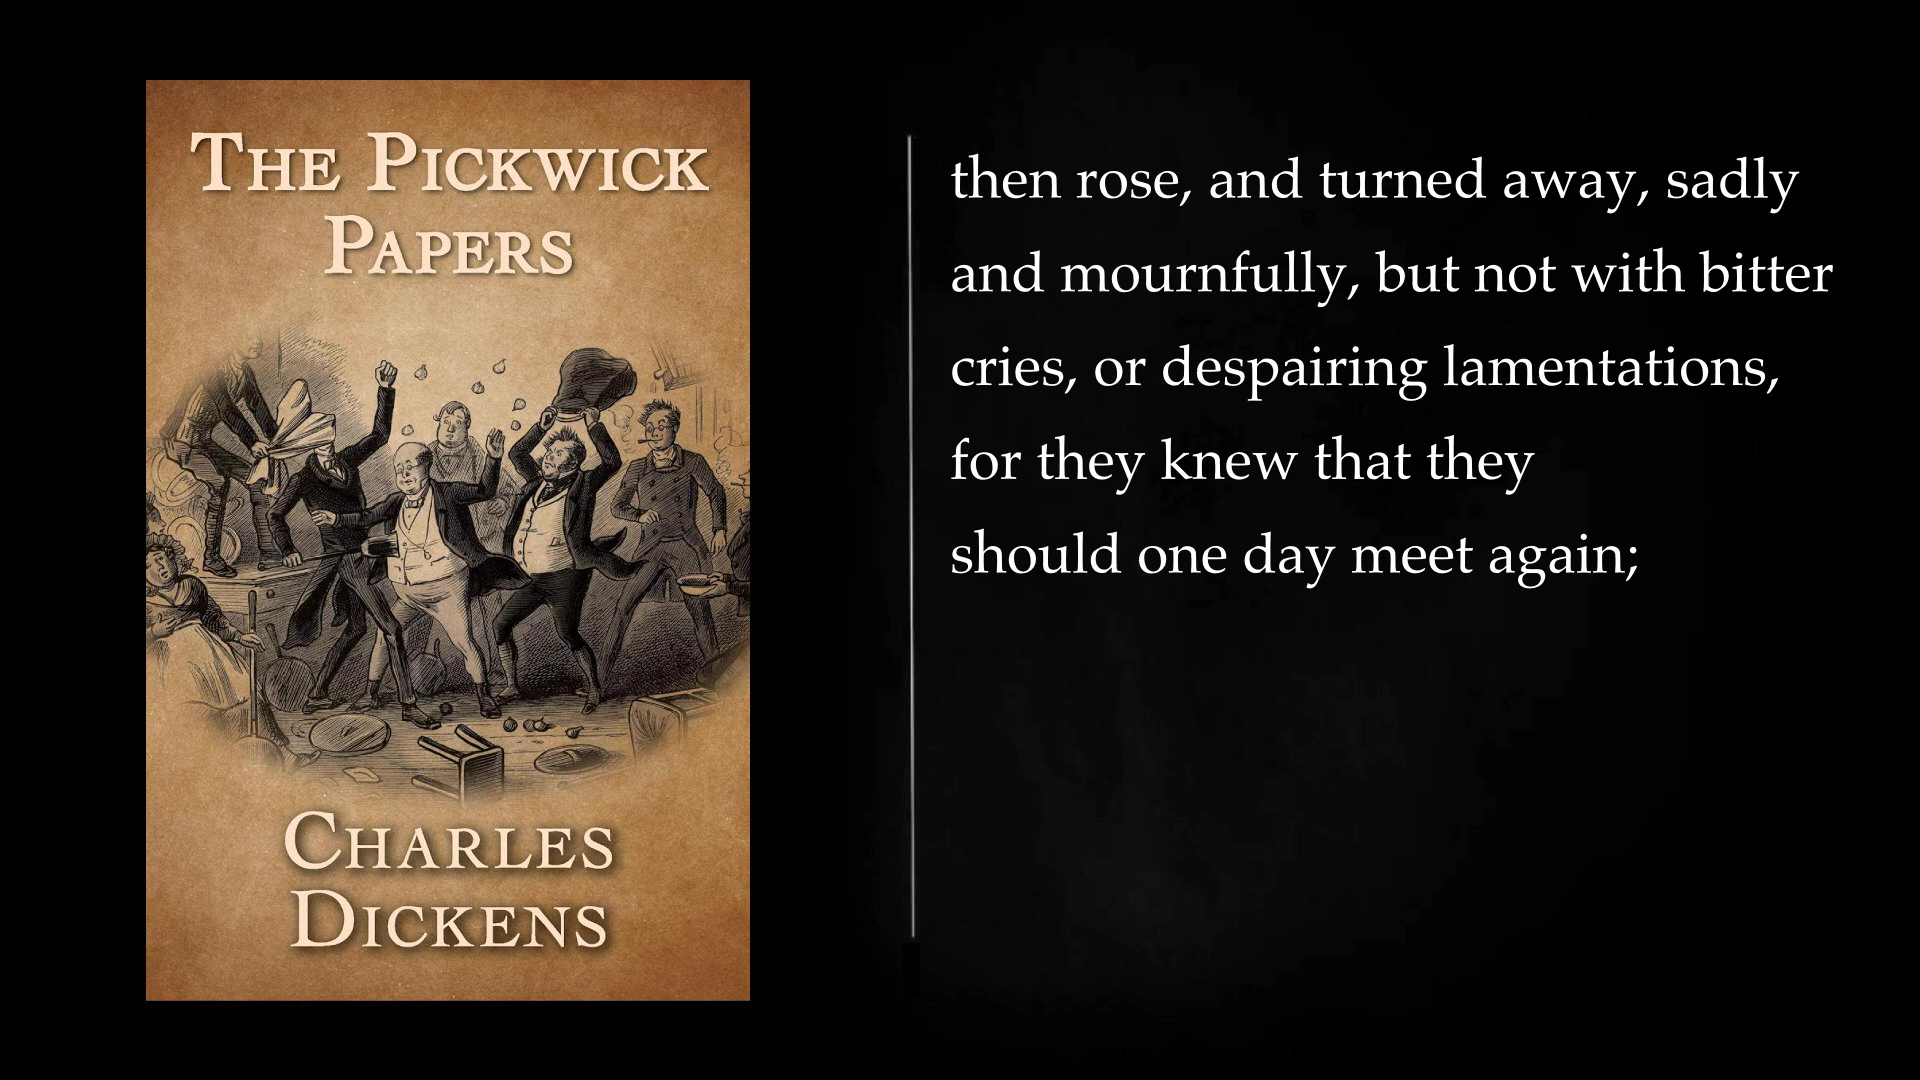 The Pickwick
Papers
Charles
Dickens
then rose, and turned away, sadly
and mournfully, but not with bitter
cries, or despairing lamentations,
for they knew that they
should one day meet again;